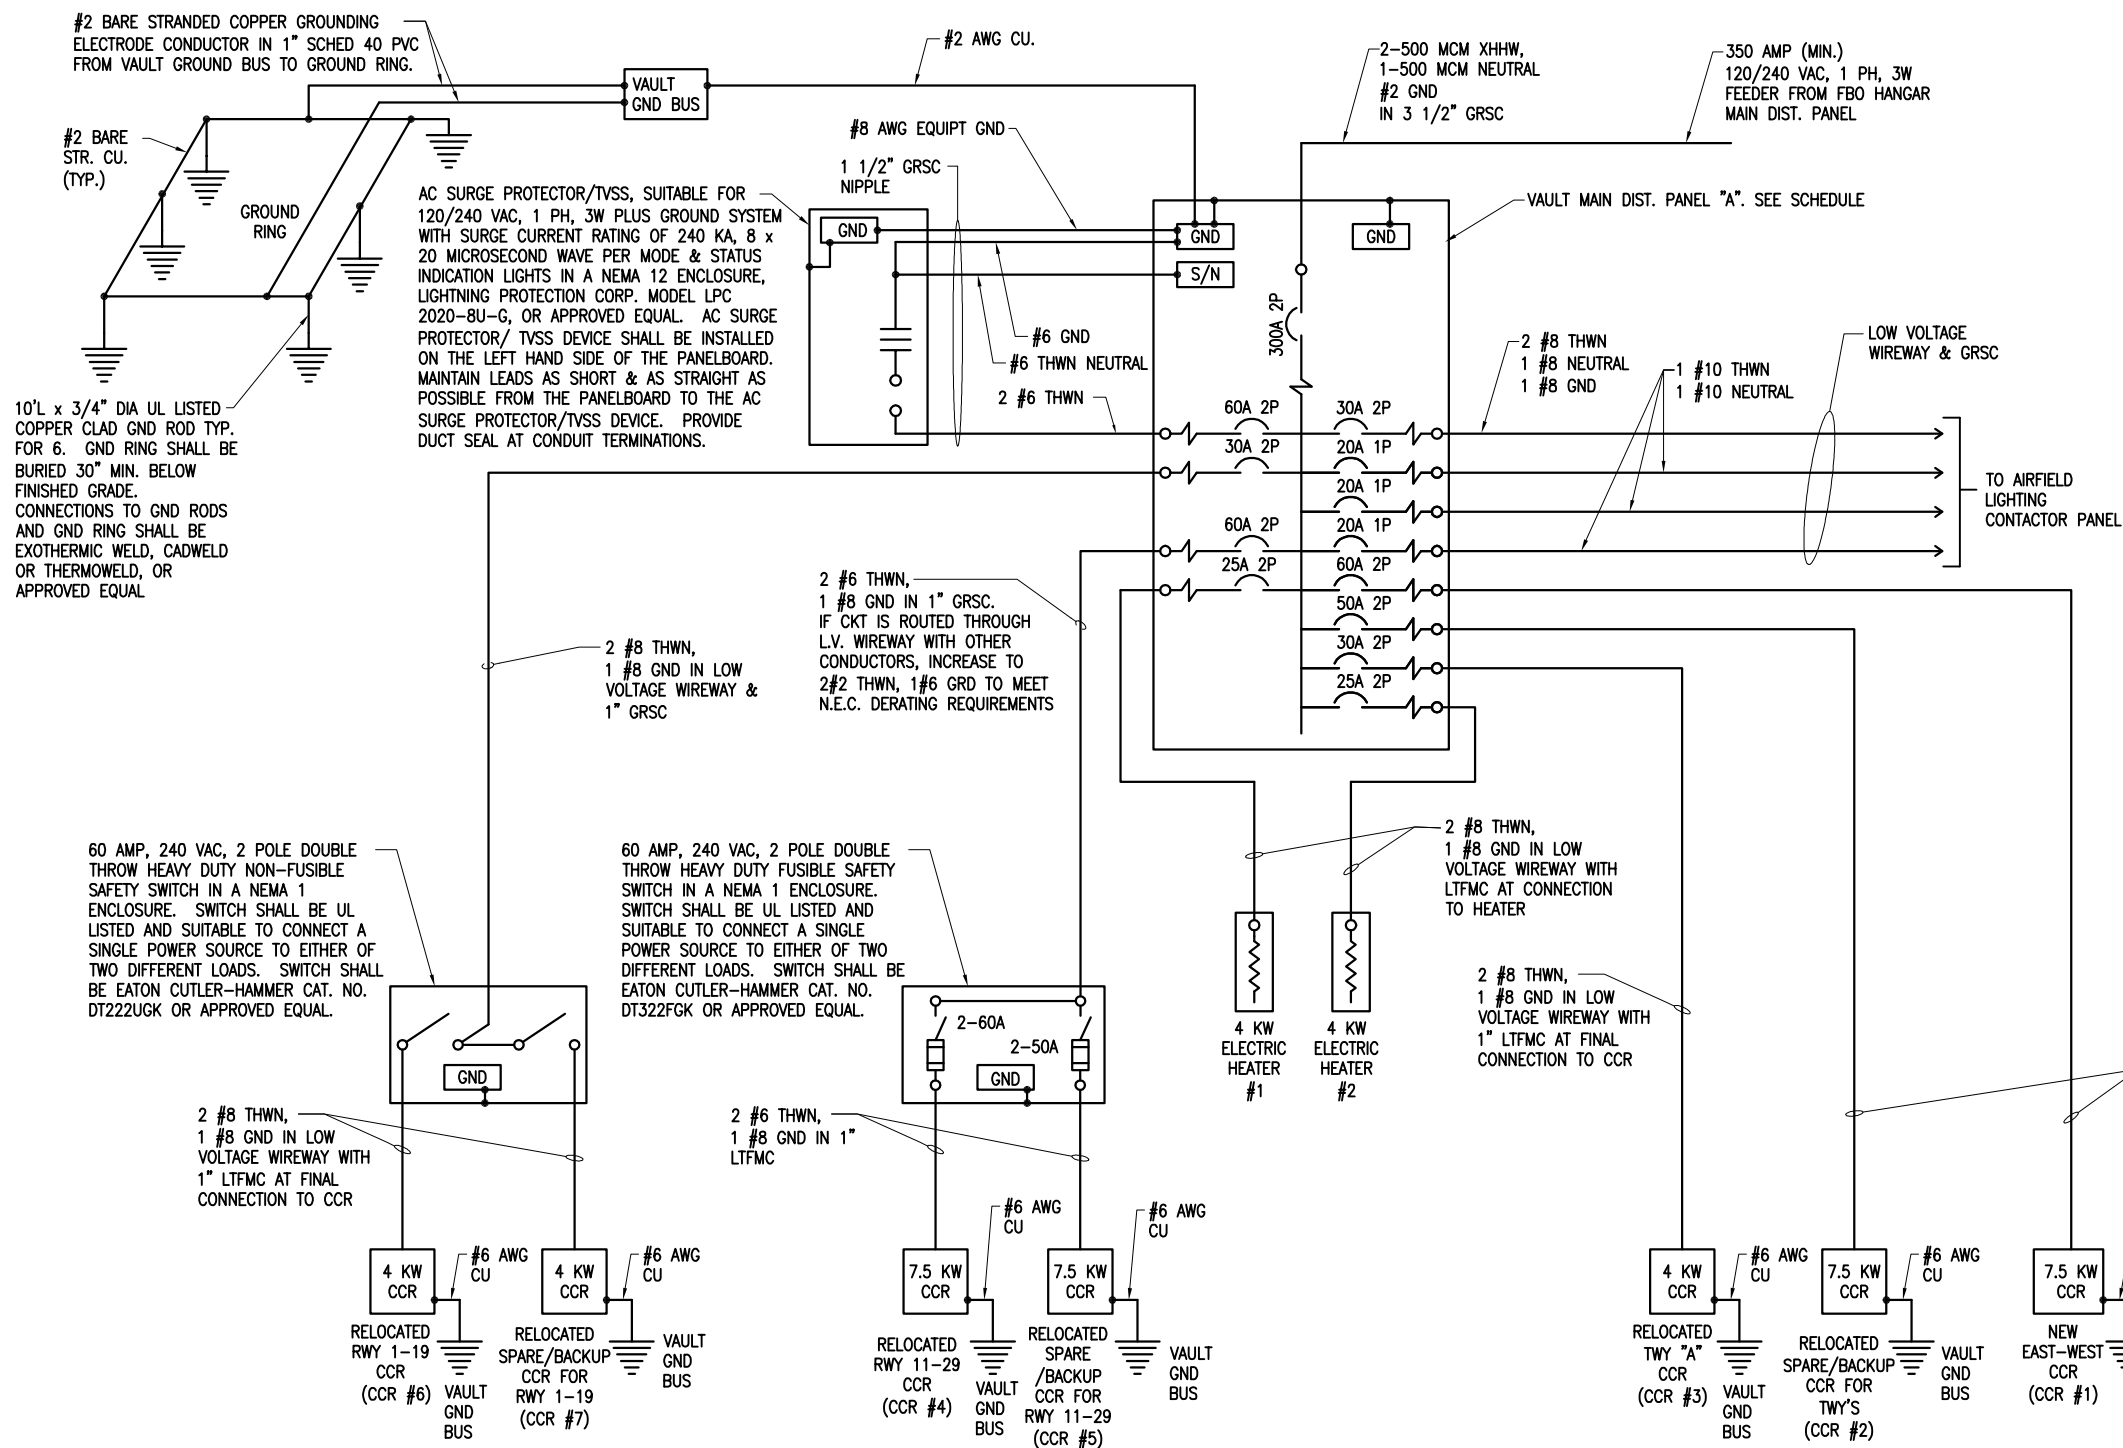 #2 BARE STRANDED COPPER GROUNDING
ELECTRODE CONDUCTOR IN 1" SCHED 40 PVC
FROM VAULT GROUND BUS TO GROUND RING.
VAULT
GND BUS
#2 AWG CU.
2-500 MCM XHHW,
1-500 MCM NEUTRAL
#2 GND
IN 3 1/2" GRSC
350 AMP (MIN.)
120/240 VAC, 1 PH, 3W
FEEDER FROM FBO HANGAR
MAIN DIST. PANEL
#2 BARE
STR. CU.
(TYP.)
GROUND
RING
#8 AWG EQUIPT GND
1 1/2" GRSC
NIPPLE
AC SURGE PROTECTOR/TVSS, SUITABLE FOR
120/240 VAC, 1 PH, 3W PLUS GROUND SYSTEM
WITH SURGE CURRENT RATING OF 240 KA, 8 x
20 MICROSECOND WAVE PER MODE & STATUS
INDICATION LIGHTS IN A NEMA 12 ENCLOSURE,
LIGHTNING PROTECTION CORP. MODEL LPC
2020-8U-G, OR APPROVED EQUAL. AC SURGE
PROTECTOR/ TVSS DEVICE SHALL BE INSTALLED
ON THE LEFT HAND SIDE OF THE PANELBOARD.
MAINTAIN LEADS AS SHORT & AS STRAIGHT AS
POSSIBLE FROM THE PANELBOARD TO THE AC
SURGE PROTECTOR/TVSS DEVICE. PROVIDE
DUCT SEAL AT CONDUIT TERMINATIONS.
GND
GND
S/N
GND
VAULT MAIN DIST. PANEL "A". SEE SCHEDULE
#6 GND
#6 THWN NEUTRAL
2 #6 THWN
300A 2P
60A 2P
30A 2P
60A 2P
25A 2P
30A 2P
20A 1P
20A 1P
20A 1P
60A 2P
50A 2P
30A 2P
25A 2P
2 #8 THWN
1 #8 NEUTRAL
1 #8 GND
1 #10 THWN
1 #10 NEUTRAL
LOW VOLTAGE
WIREWAY & GRSC
TO AIRFIELD
LIGHTING
CONTACTOR PANEL
10'L x 3/4" DIA UL LISTED
COPPER CLAD GND ROD TYP.
FOR 6. GND RING SHALL BE
BURIED 30" MIN. BELOW
FINISHED GRADE.
CONNECTIONS TO GND RODS
AND GND RING SHALL BE
EXOTHERMIC WELD, CADWELD
OR THERMOWELD, OR
APPROVED EQUAL
2 #8 THWN,
1 #8 GND IN LOW
VOLTAGE WIREWAY &
1" GRSC
2 #6 THWN,
1 #8 GND IN 1" GRSC.
IF CKT IS ROUTED THROUGH
L.V. WIREWAY WITH OTHER
CONDUCTORS, INCREASE TO
2#2 THWN, 1#6 GRD TO MEET
N.E.C. DERATING REQUIREMENTS
60 AMP, 240 VAC, 2 POLE DOUBLE
THROW HEAVY DUTY NON-FUSIBLE
SAFETY SWITCH IN A NEMA 1
ENCLOSURE. SWITCH SHALL BE UL
LISTED AND SUITABLE TO CONNECT A
SINGLE POWER SOURCE TO EITHER OF
TWO DIFFERENT LOADS. SWITCH SHALL
BE EATON CUTLER-HAMMER CAT. NO.
DT222UGK OR APPROVED EQUAL.
60 AMP, 240 VAC, 2 POLE DOUBLE
THROW HEAVY DUTY FUSIBLE SAFETY
SWITCH IN A NEMA 1 ENCLOSURE.
SWITCH SHALL BE UL LISTED AND
SUITABLE TO CONNECT A SINGLE
POWER SOURCE TO EITHER OF TWO
DIFFERENT LOADS. SWITCH SHALL BE
EATON CUTLER-HAMMER CAT. NO.
DT322FGK OR APPROVED EQUAL.
2 #8 THWN,
1 #8 GND IN LOW
VOLTAGE WIREWAY WITH
LTFMC AT CONNECTION
TO HEATER
4 KW
ELECTRIC
HEATER
#1
4 KW
ELECTRIC
HEATER
#2
2 #8 THWN,
1 #8 GND IN LOW
VOLTAGE WIREWAY WITH
1" LTFMC AT FINAL
CONNECTION TO CCR
GND
2-60A
2-50A
GND
2 #8 THWN,
1 #8 GND IN LOW
VOLTAGE WIREWAY WITH
1" LTFMC AT FINAL
CONNECTION TO CCR
2 #6 THWN,
1 #8 GND IN 1"
LTFMC
4 KW
CCR
#6 AWG
CU
RELOCATED
RWY 1-19
CCR
(CCR #6)
VAULT
GND
BUS
4 KW
CCR
#6 AWG
CU
RELOCATED
SPARE/BACKUP
CCR FOR
RWY 1-19
(CCR #7)
VAULT
GND
BUS
7.5 KW
CCR
#6 AWG
CU
RELOCATED
RWY 11-29
CCR
(CCR #4)
VAULT
GND
BUS
7.5 KW
CCR
#6 AWG
CU
RELOCATED
SPARE
/BACKUP
CCR FOR
RWY 11-29
(CCR #5)
VAULT
GND
BUS
4 KW
CCR
#6 AWG
CU
RELOCATED
TWY "A"
CCR
(CCR #3)
VAULT
GND
BUS
7.5 KW
CCR
#6 AWG
CU
RELOCATED
SPARE/BACKUP
CCR FOR
TWY'S
(CCR #2)
VAULT
GND
BUS
7.5 KW
CCR
NEW
EAST-WEST
CCR
(CCR #1)